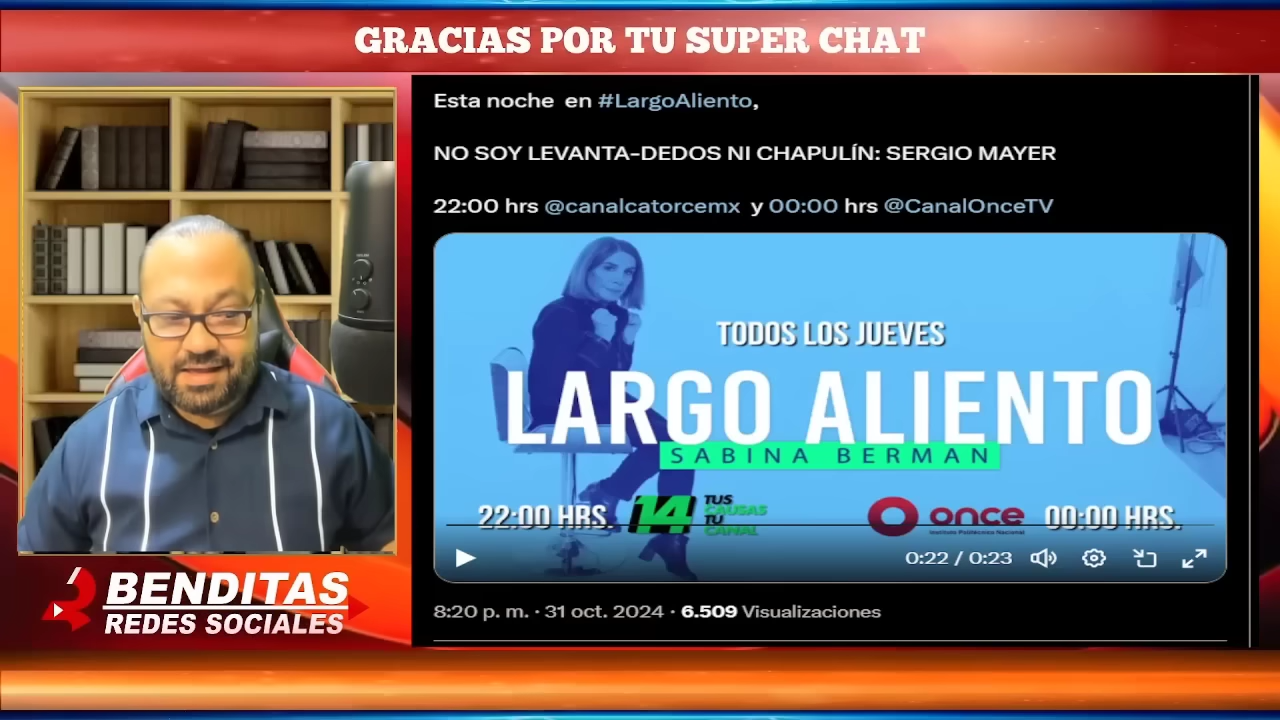 GRACIAS POR TU SUPER CHAT
Esta noche en #LargoAliento,
NO SOY LEVANTA-DEDOS NI CHAPULÍN: SERGIO MAYER
22:00 hrs @canalcatorcemx y 00:00 hrs @CanalOnceTV
TODOS LOS JUEVES
LARGO ALIENTO
SABINA BERMAN
22:00 HRS.
14
TUS
CAUSAS
TU
CANAL
once
Instituto Politécnico Nacional
00:00 HRS.
0:22 / 0:23
8:20 p. m. · 31 oct. 2024 · 6.509 Visualizaciones
BENDITAS
REDES SOCIALES